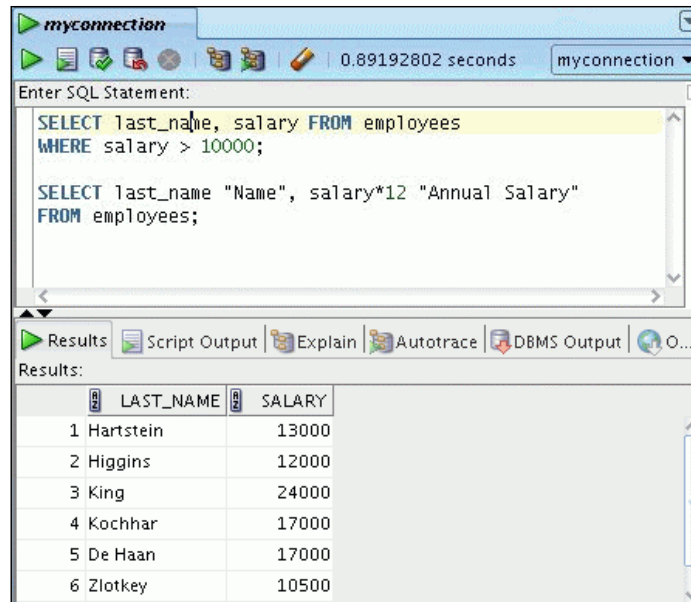 myconnection
0.89192802 seconds myconnection
Enter SQL Statement:
SELECT last_name, salary FROM employees
WHERE salary > 10000;
SELECT last_name "Name", salary*12 "Annual Salary"
FROM employees;
Results Script Output Explain Autotrace DBMS Output O...
Results:
LAST_NAME SALARY
1 Hartstein 13000
2 Higgins 12000
3 King 24000
4 Kochhar 17000
5 De Haan 17000
6 Zlotkey 10500